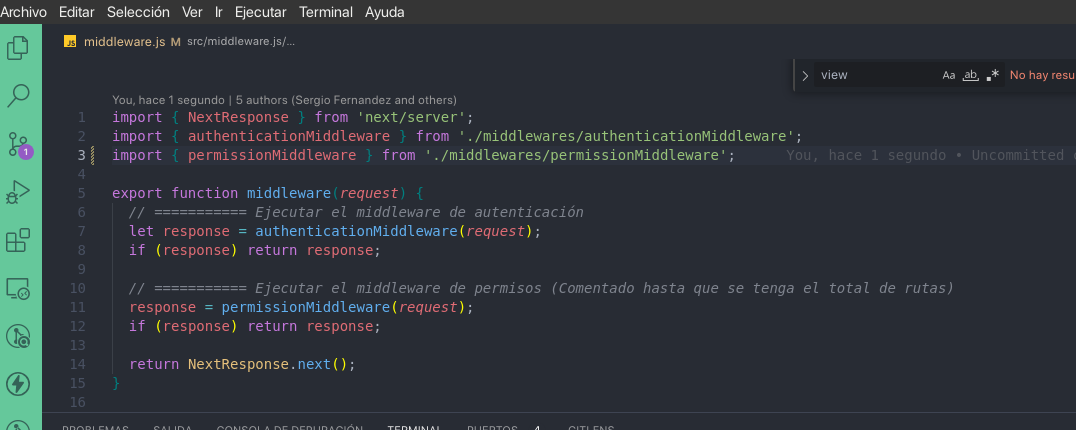 Archivo Editar Selección Ver Ir Ejecutar Terminal Ayuda
JS middleware.js M src/middleware.js/...
view Aa ab .* No hay resu
You, hace 1 segundo | 5 authors (Sergio Fernandez and others)
1 import { NextResponse } from 'next/server';
2 import { authenticationMiddleware } from './middlewares/authenticationMiddleware';
3 import { permissionMiddleware } from './middlewares/permissionMiddleware'; You, hace 1 segundo • Uncommitted
4
5 export function middleware(request) {
6 // =========== Ejecutar el middleware de autenticación
7 let response = authenticationMiddleware(request);
8 if (response) return response;
9
10 // =========== Ejecutar el middleware de permisos (Comentado hasta que se tenga el total de rutas)
11 response = permissionMiddleware(request);
12 if (response) return response;
13
14 return NextResponse.next();
15 }
16
1
PROBLEMAS SALIDA CONSOLA DE DEPURACIÓN TERMINAL PUERTOS 4 GITLENS